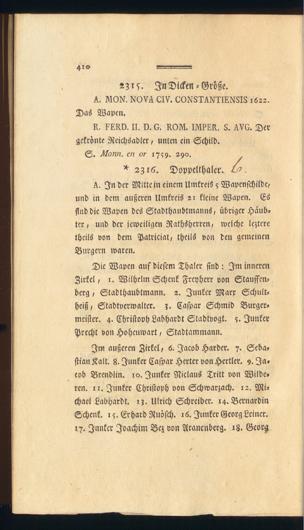 410
2315. In Dicken-Größe.
A. MON. NOVA CIV. CONSTANTIENSIS 1622.
Das Wapen.
R. FERD. II. D. G. ROM. IMPER. S. AVG. Der
gekrönte Reichsadler, unten ein Schild.
S. Monn. en or 1759. 290.
* 2316. Doppelthaler. 6.
A. In der Mitte in einem Umkreis 5 Wapenschilde,
und in dem äußeren Umkreis 21 kleine Wapen. Es
sind die Wapen des Stadthaubtmanns, übriger Häub-
ter, und der jeweiligen Rathsherren, welche letztere
theils von dem Patriciat, theils von den gemeinen
Burgern waren.
Die Wapen auf diesem Thaler sind: Im inneren
Zirkel, 1. Wilhelm Schenk Freyherr von Stauffen-
berg, Stadthaubtmann. 2. Junker Marr Schult-
heiß, Stadtverwalter. 3. Caspar Schmid Burger-
meister. 4. Christoph Labhardt Stadtvogt. 5. Junker
Precht von Hohenwart, Stadtammann.
Im äußeren Zirkel, 6. Jacob Harder. 7. Seba-
stian Kalt. 8. Junker Caspar Herter von Hertler. 9. Ja-
cob Brendlin. 10. Junker Niclaus Tritt von Wilde-
ren. 11. Junker Christoph von Schwarzach. 12. Mi-
chael Labhardt. 13. Ulrich Schreiber. 14. Bernardin
Schenk. 15. Erhard Ruösch. 16. Junker Georg Leiner.
17. Junker Joachim Bez von Aranenberg. 18. Georg